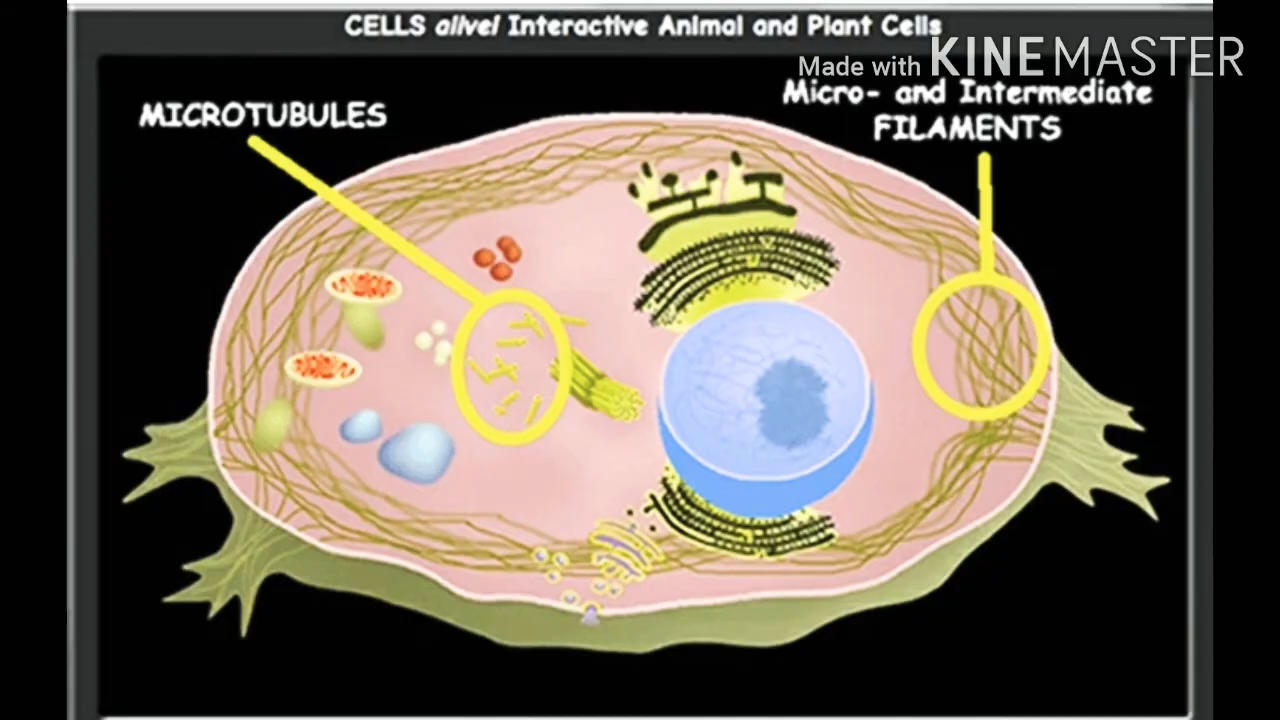 CELLS alive! Interactive Animal and Plant Cells
Made with KINEMASTER
MICROTUBULES
Micro- and Intermediate
FILAMENTS